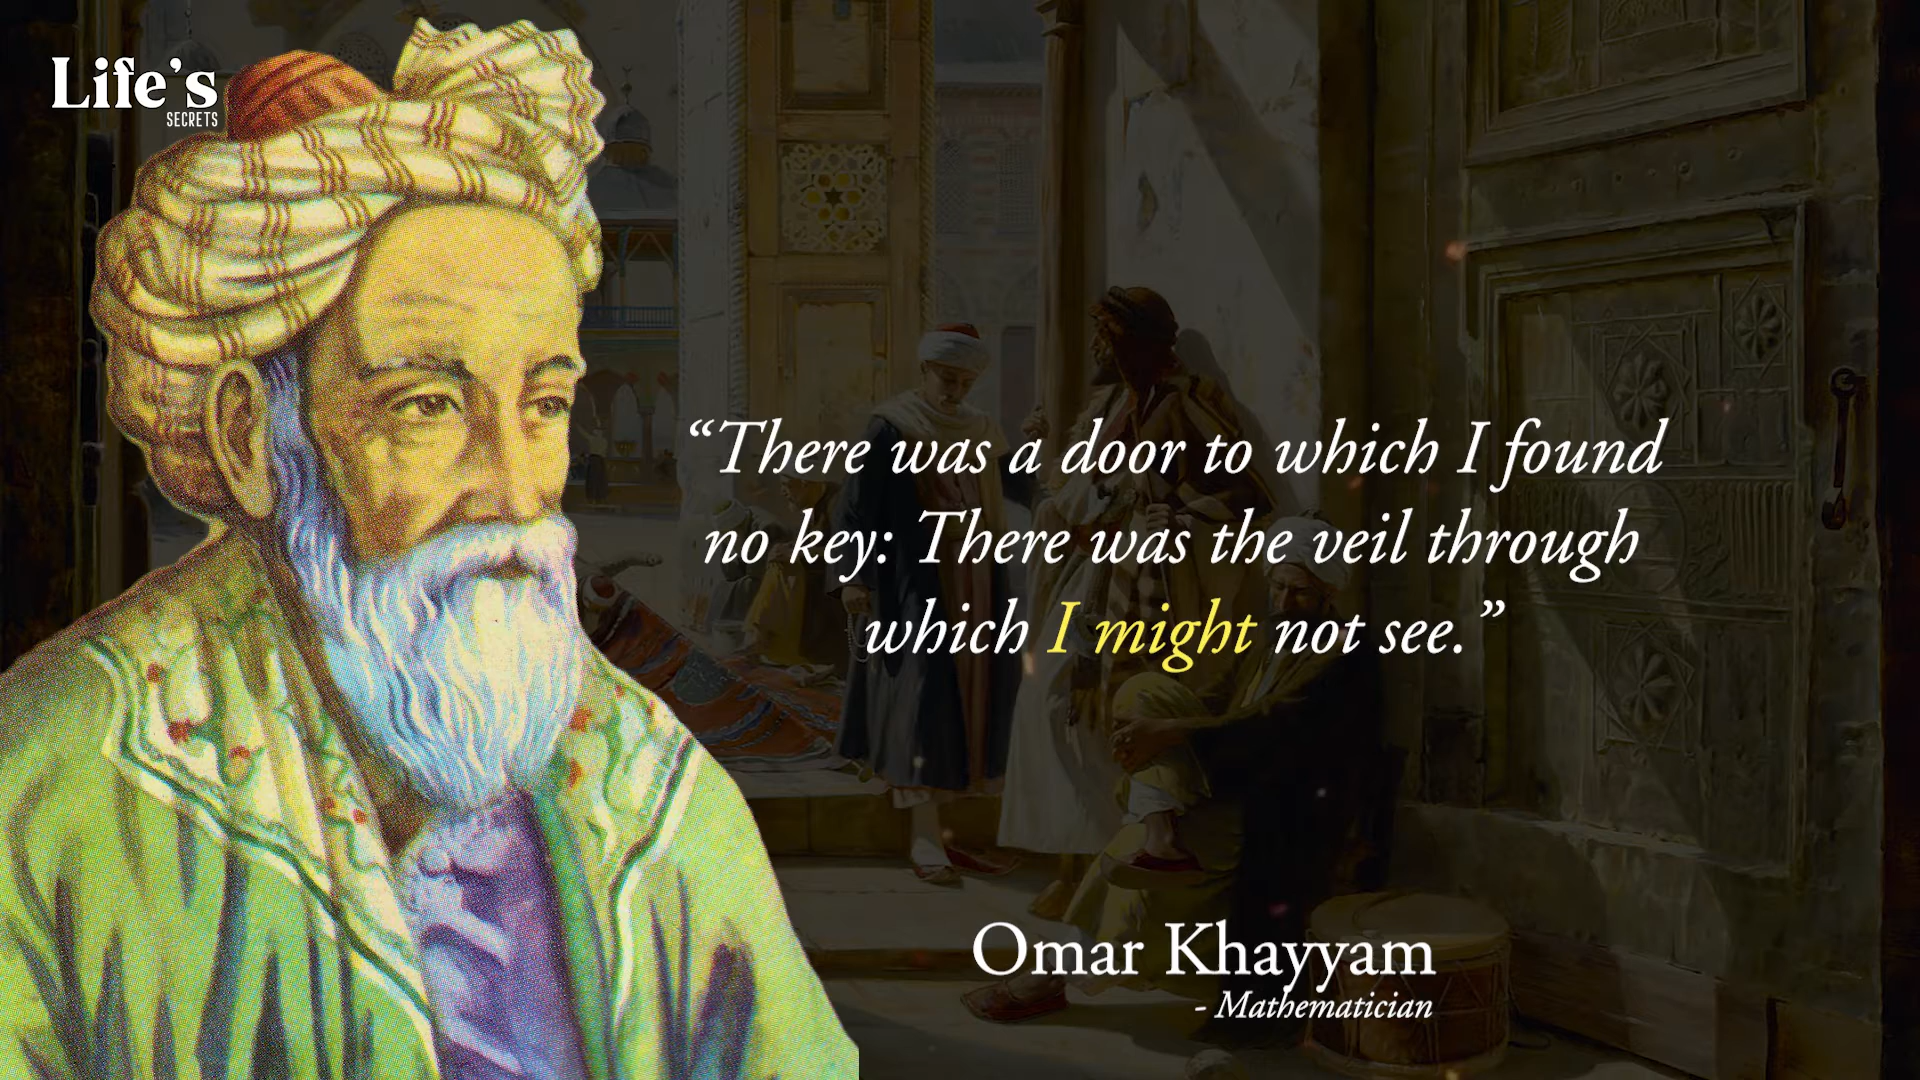 Life's
SECRETS
“There was a door to which I found
no key: There was the veil through
which I might not see.”
Omar Khayyam
- Mathematician